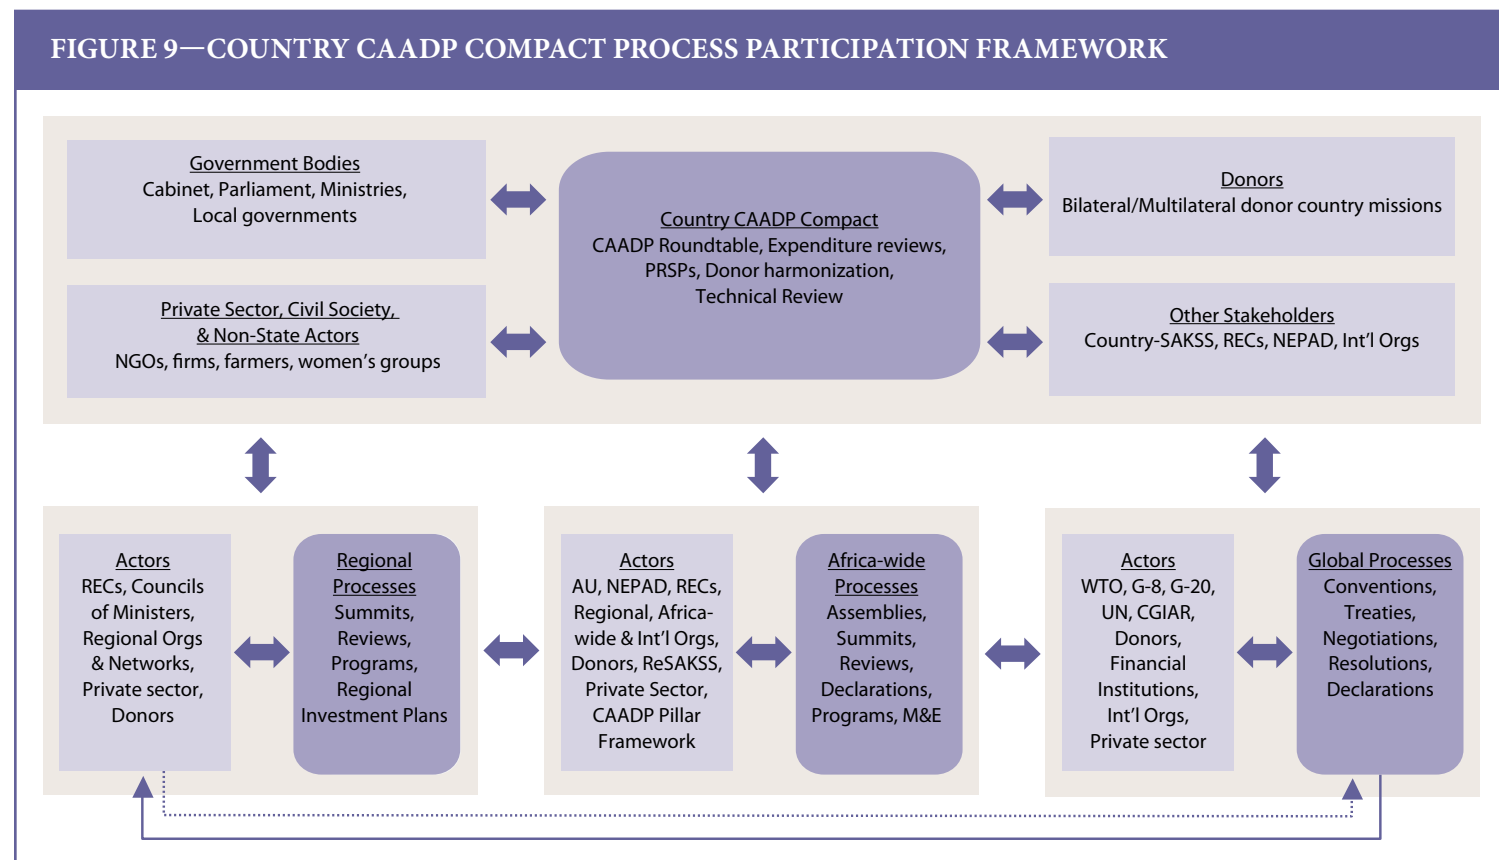 FIGURE 9—COUNTRY CAADP COMPACT PROCESS PARTICIPATION FRAMEWORK
Government Bodies
Cabinet, Parliament, Ministries,
Local governments
Private Sector, Civil Society,
& Non-State Actors
NGOs, firms, farmers, women’s groups
Country CAADP Compact
CAADP Roundtable, Expenditure reviews,
PRSPs, Donor harmonization,
Technical Review
Donors
Bilateral/Multilateral donor country missions
Other Stakeholders
Country-SAKSS, RECs, NEPAD, Int’l Orgs
Actors
RECs, Councils
of Ministers,
Regional Orgs
& Networks,
Private sector,
Donors
Regional
Processes
Summits,
Reviews,
Programs,
Regional
Investment Plans
Actors
AU, NEPAD, RECs,
Regional, Africa-
wide & Int’l Orgs,
Donors, ReSAKSS,
Private Sector,
CAADP Pillar
Framework
Africa-wide
Processes
Assemblies,
Summits,
Reviews,
Declarations,
Programs, M&E
Actors
WTO, G-8, G-20,
UN, CGIAR,
Donors,
Financial
Institutions,
Int’l Orgs,
Private sector
Global Processes
Conventions,
Treaties,
Negotiations,
Resolutions,
Declarations